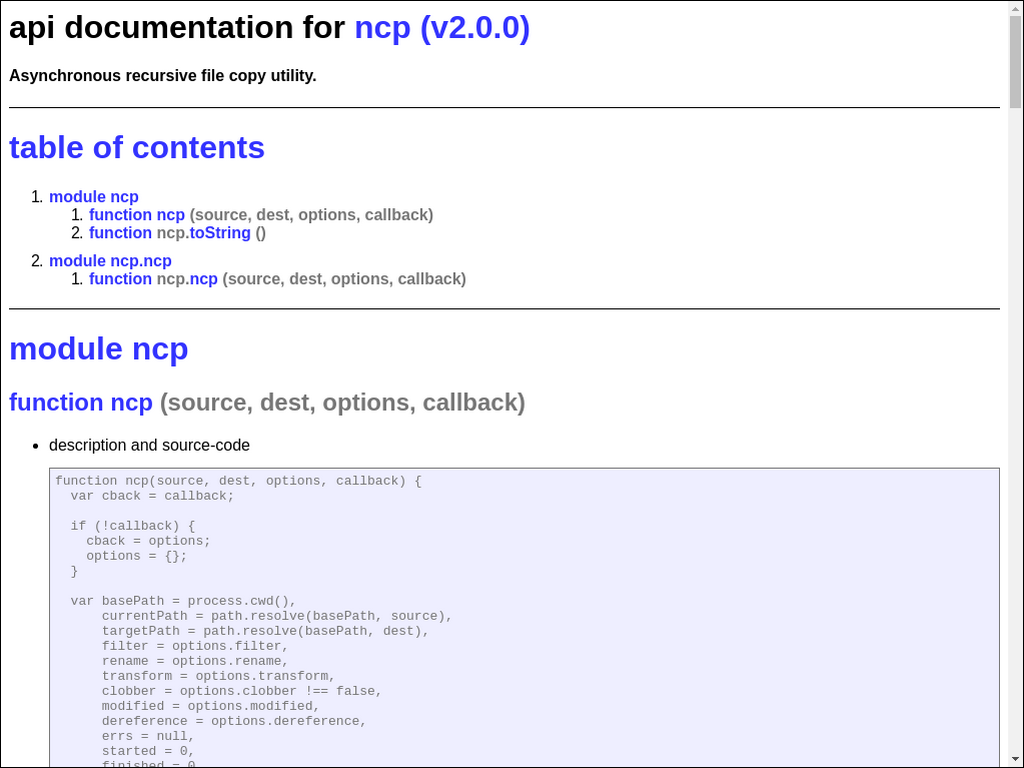 api documentation for ncp (v2.0.0)
Asynchronous recursive file copy utility.
table of contents
1. module ncp
1. function ncp (source, dest, options, callback)
2. function ncp.toString ()
2. module ncp.ncp
1. function ncp.ncp (source, dest, options, callback)
module ncp
function ncp (source, dest, options, callback)
• description and source-code
function ncp(source, dest, options, callback) {
  var cback = callback;
  if (!callback) {
    cback = options;
    options = {};
  }
  var basePath = process.cwd(),
      currentPath = path.resolve(basePath, source),
      targetPath = path.resolve(basePath, dest),
      filter = options.filter,
      rename = options.rename,
      transform = options.transform,
      clobber = options.clobber !== false,
      modified = options.modified,
      dereference = options.dereference,
      errs = null,
      started = 0,
      finished = 0